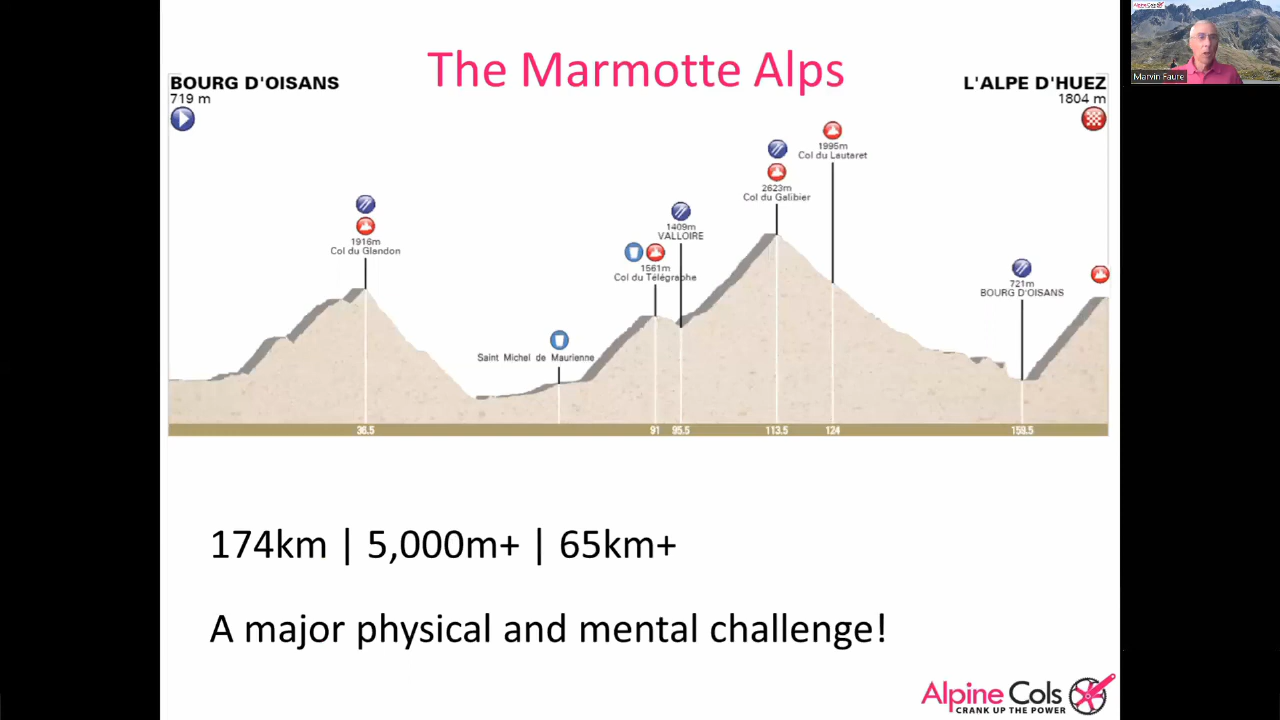 The Marmotte Alps
BOURG D'OISANS
719 m
L'ALPE D'HUEZ
1804 m
1916m
Col du Glandon
Saint Michel de Maurienne
1561m
Col du Télégraphe
1409m
VALLOIRE
2623m
Col du Galibier
1995m
Col du Lautaret
721m
BOURG D'OISANS
36.5
91
95.5
113.5
124
159.5
174km | 5,000m+ | 65km+
A major physical and mental challenge!
Alpine Cols
CRANK UP THE POWER
Alpine Cols
Marvin Faure